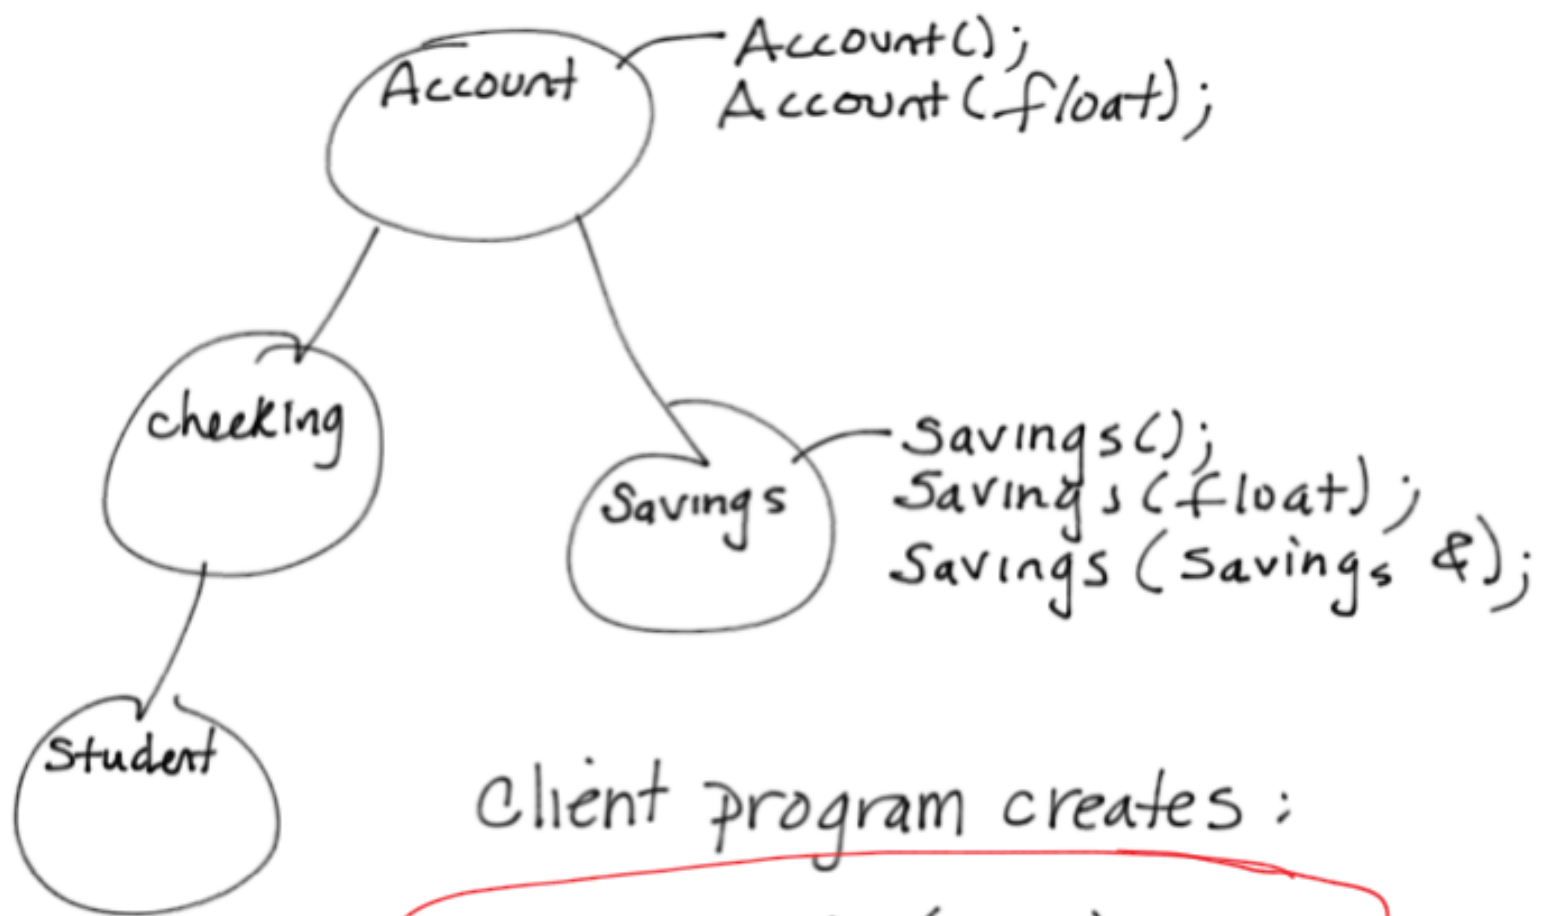 Account
Account();
Account(float);
checking
Savings
Savings();
Savings(float);
Savings (Savings &);
Student
Client program creates: